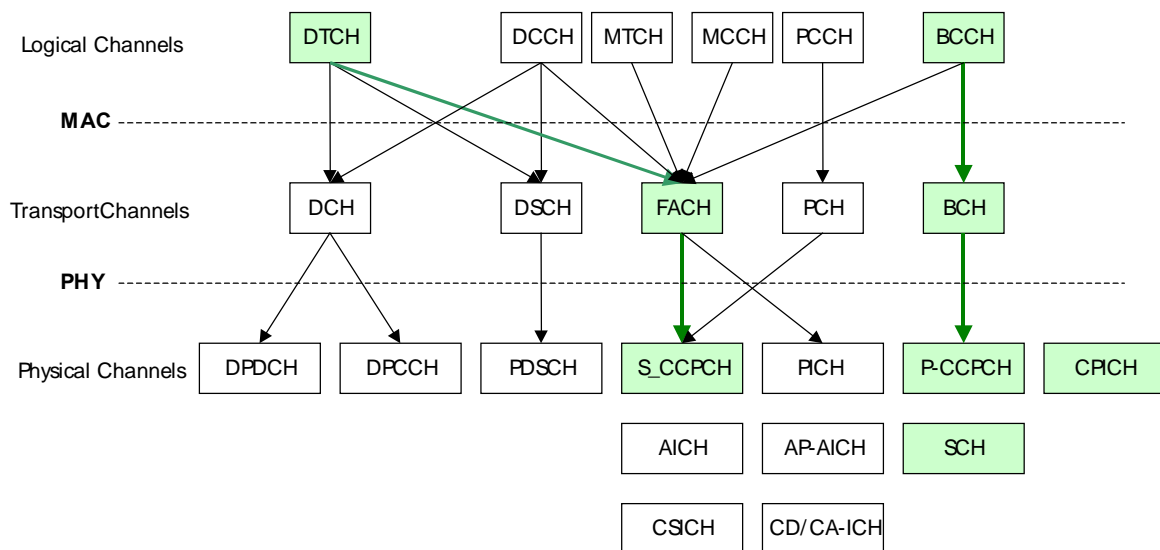 Logical Channels DTCH DCCH MTCH MCCH PCCH BCCH
MAC
TransportChannels DCH DSCH FACH PCH BCH
PHY
Physical Channels DPDCH DPCCH PDSCH S_CCPCH PICH P-CCPCH CPICH
AICH AP-AICH SCH
CSICH CD/CA-ICH